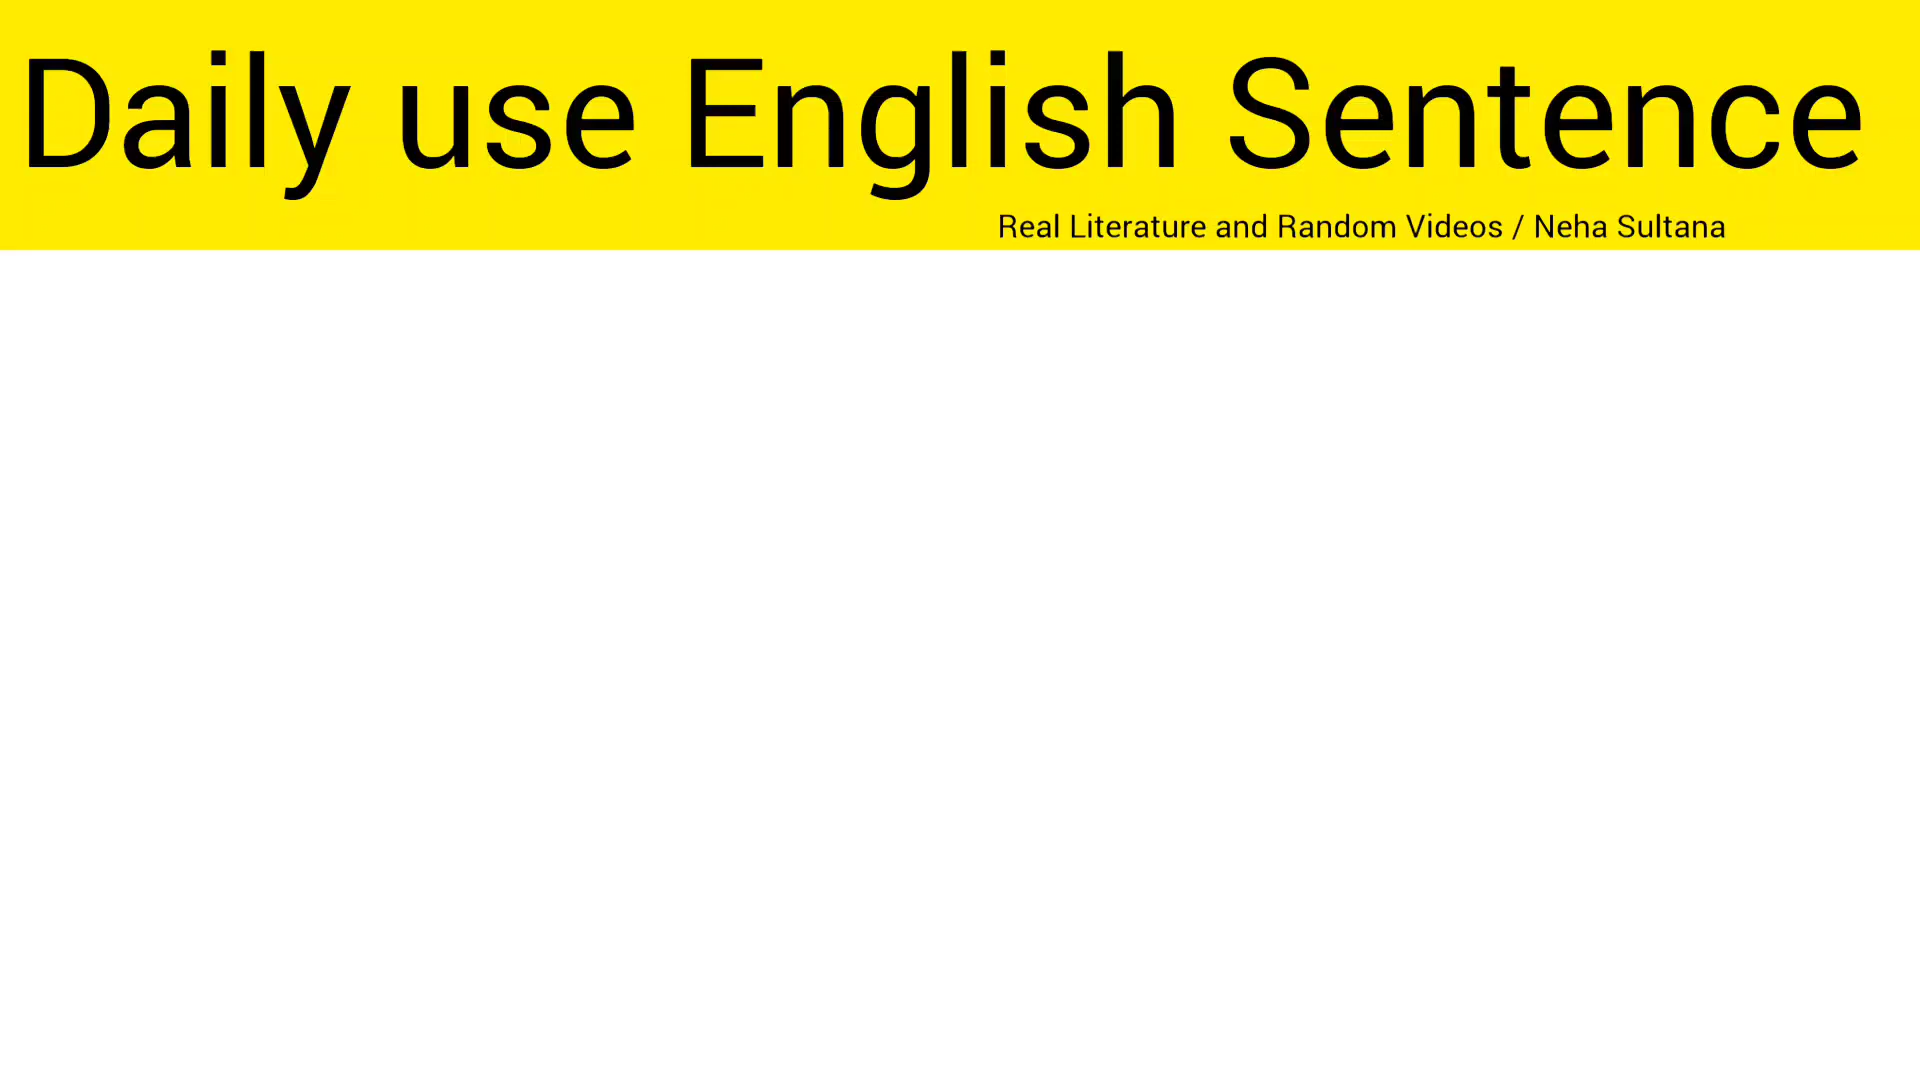 Daily use English Sentence
Real Literature and Random Videos / Neha Sultana